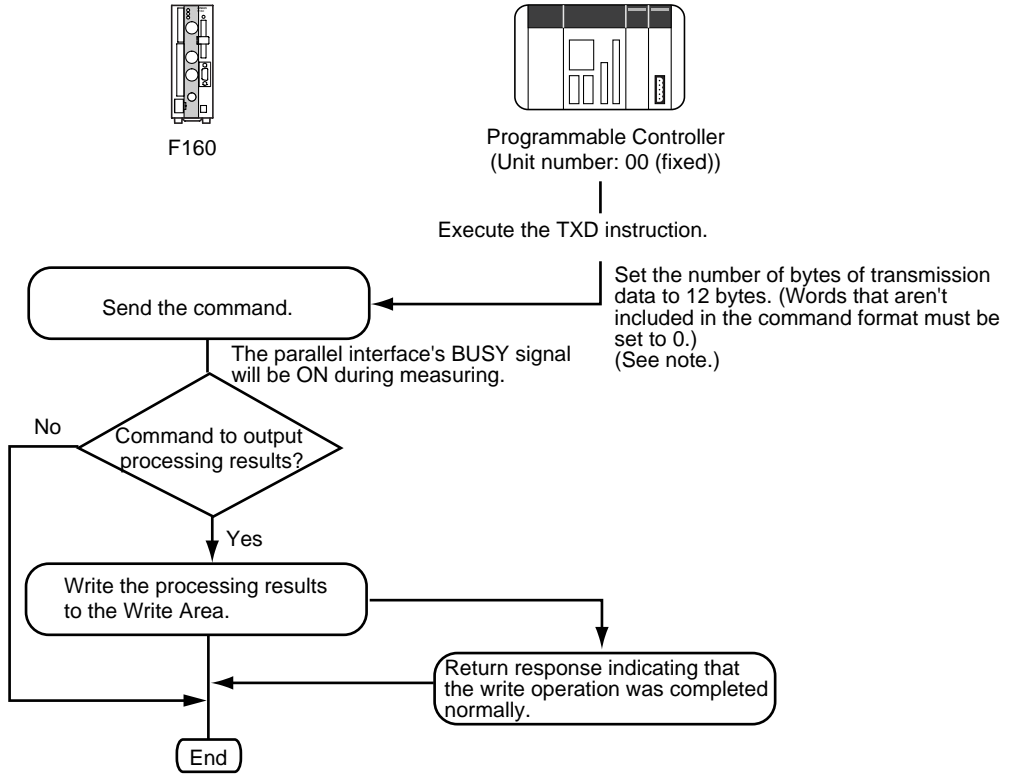 F160
Programmable Controller
(Unit number: 00 (fixed))
Execute the TXD instruction.
Set the number of bytes of transmission
data to 12 bytes. (Words that aren't
included in the command format must be
set to 0.)
(See note.)
Send the command.
The parallel interface's BUSY signal
will be ON during measuring.
No
Command to output
processing results?
Yes
Write the processing results
to the Write Area.
Return response indicating that
the write operation was completed
normally.
End